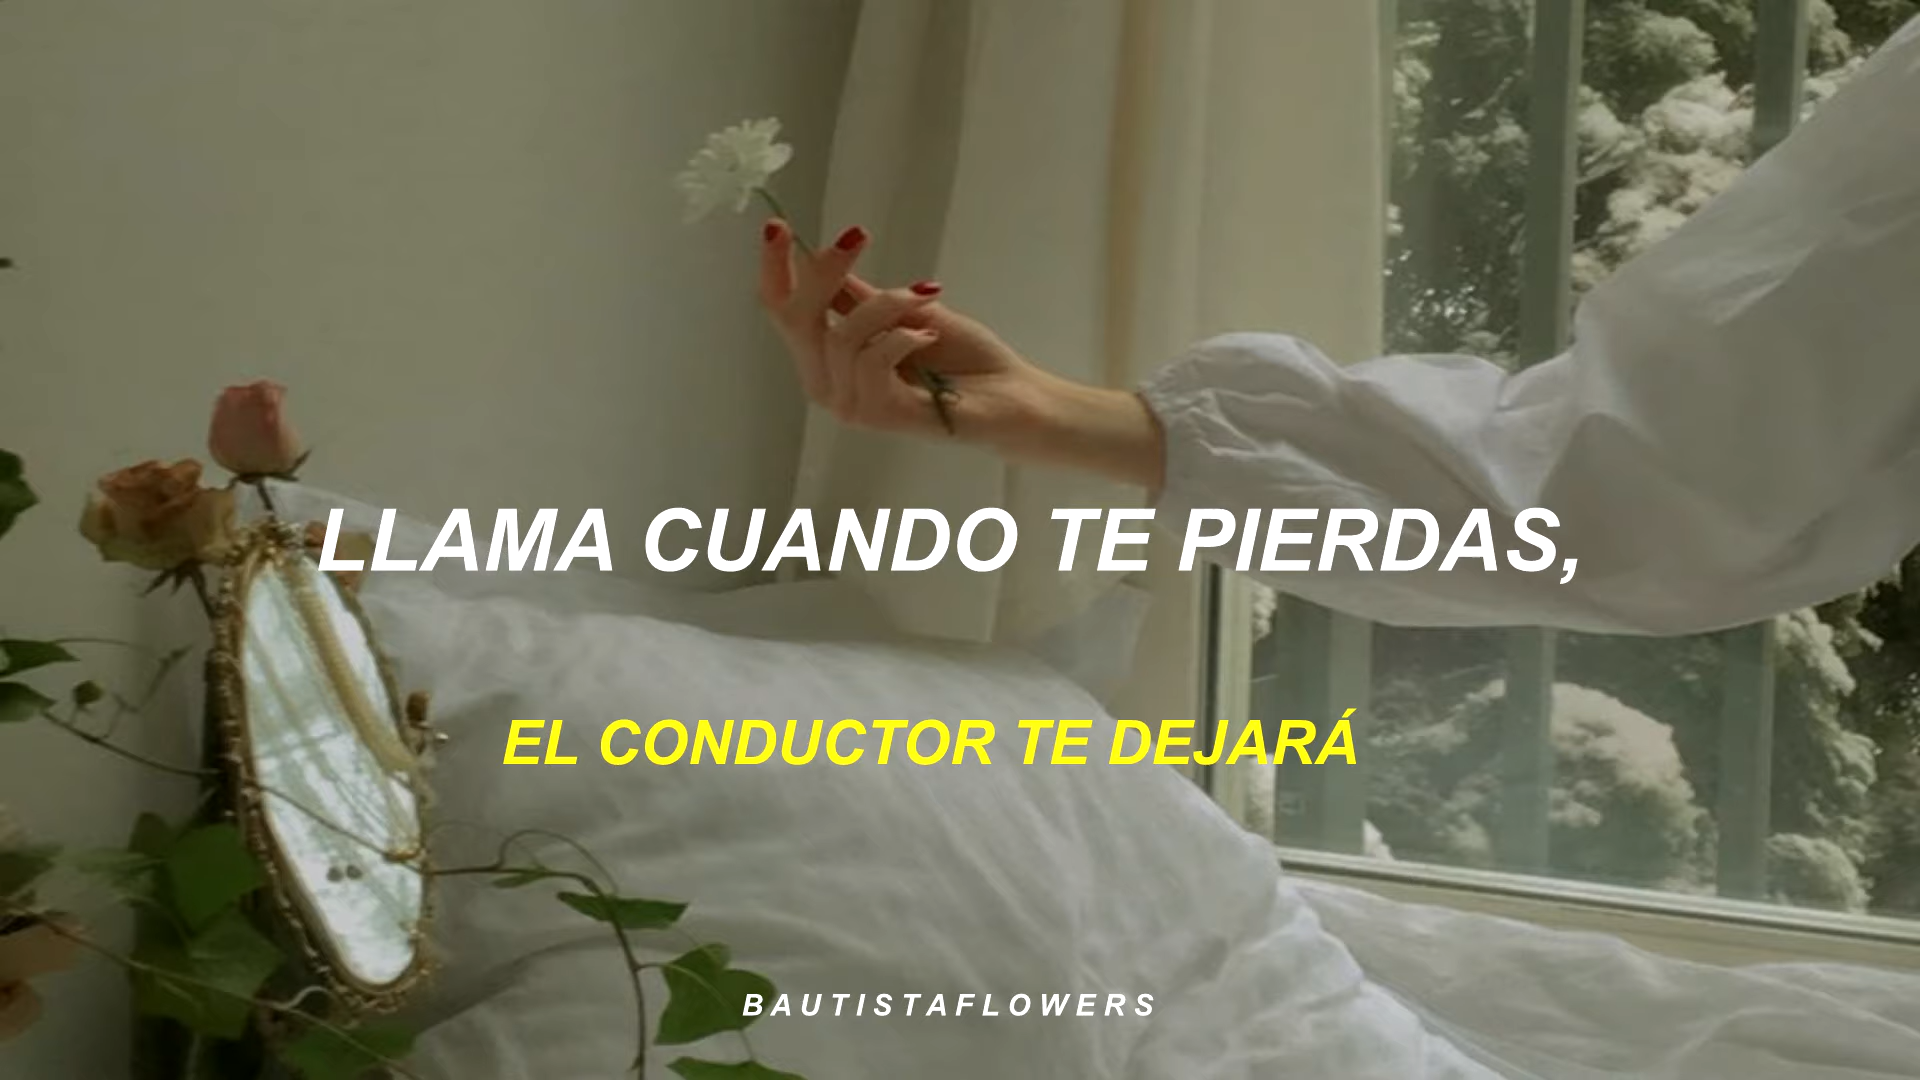 LLAMA CUANDO TE PIERDAS,
EL CONDUCTOR TE DEJARÁ
BAUTISTAFLOWERS